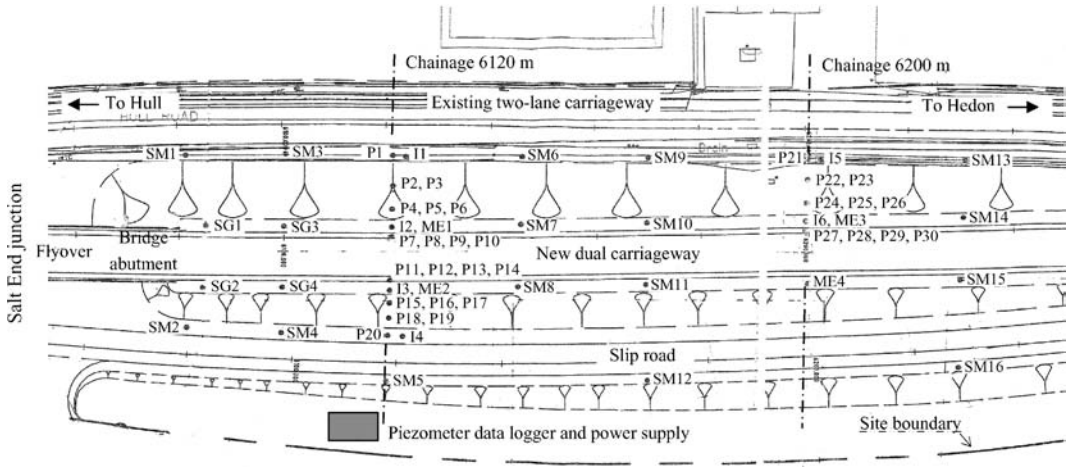 Chainage 6120 m
Chainage 6200 m
To Hull
Existing two-lane carriageway
To Hedon
HULL ROAD
Drain
SM1
SM3
P1
I1
SM6
SM9
P21
I5
SM13
P2, P3
P22, P23
P4, P5, P6
P24, P25, P26
SG1
SG3
I2, ME1
SM7
SM10
I6, ME3
SM14
P7, P8, P9, P10
P27, P28, P29, P30
Salt End junction
Flyover
Bridge
abutment
New dual carriageway
P11, P12, P13, P14
SG2
SG4
I3, ME2
SM8
SM11
ME4
SM15
P15, P16, P17
P18, P19
SM2
SM4
P20
I4
Slip road
SM5
SM12
SM16
Piezometer data logger and power supply
Site boundary